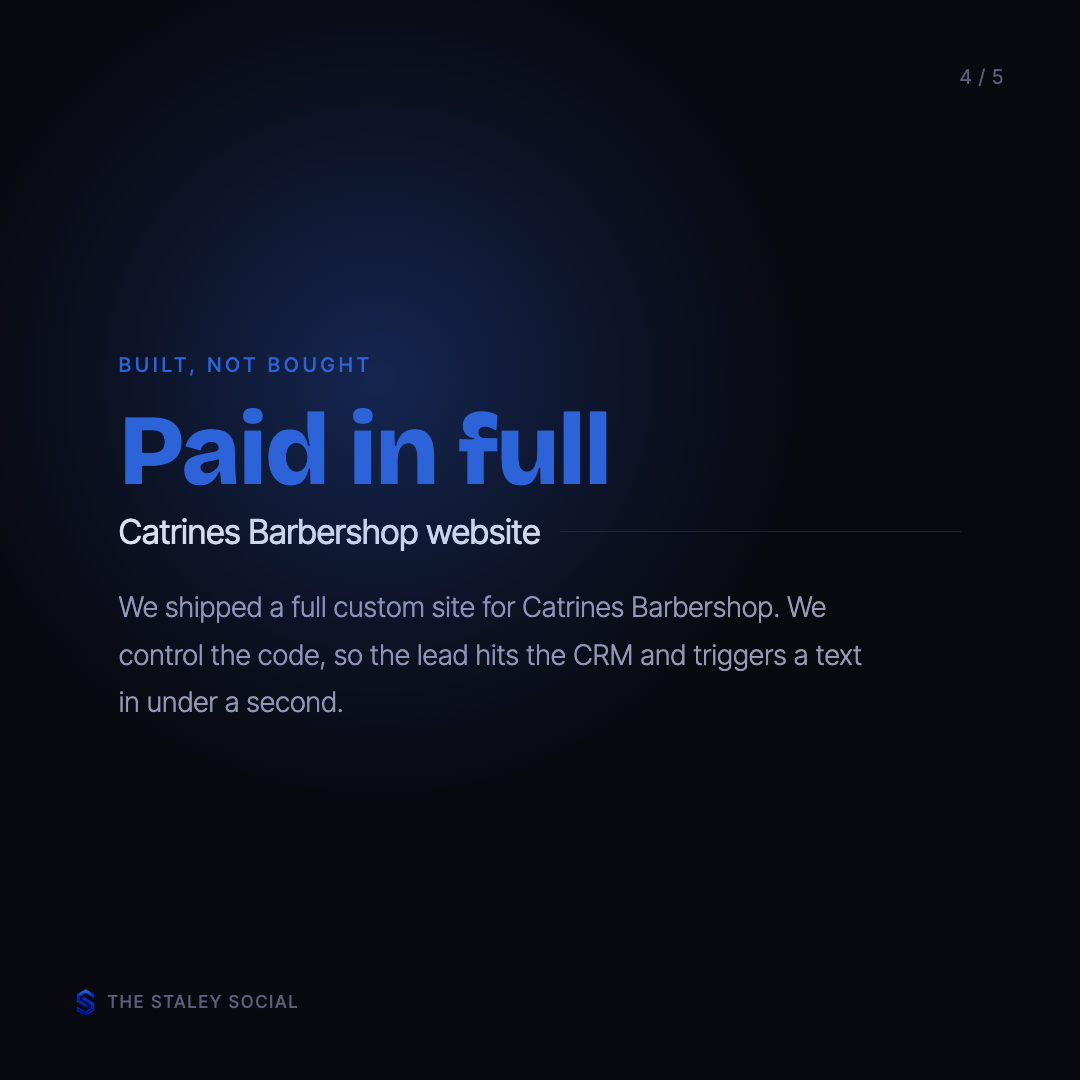 4 / 5
BUILT, NOT BOUGHT
Paid in full
Catrines Barbershop website
We shipped a full custom site for Catrines Barbershop. We
control the code, so the lead hits the CRM and triggers a text
in under a second.
THE STALEY SOCIAL